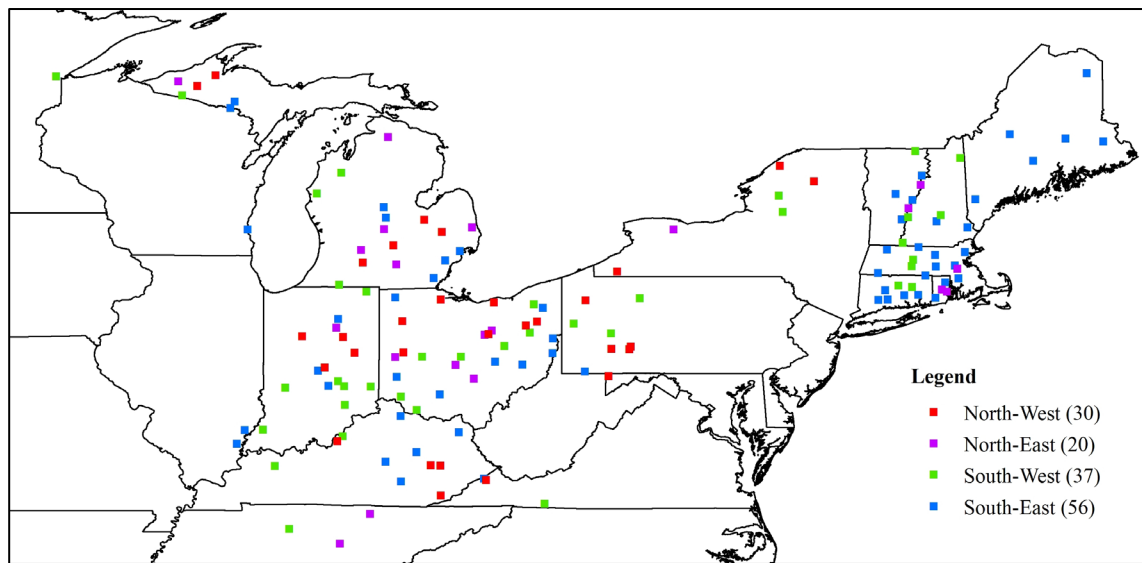 Legend
North-West (30)
North-East (20)
South-West (37)
South-East (56)